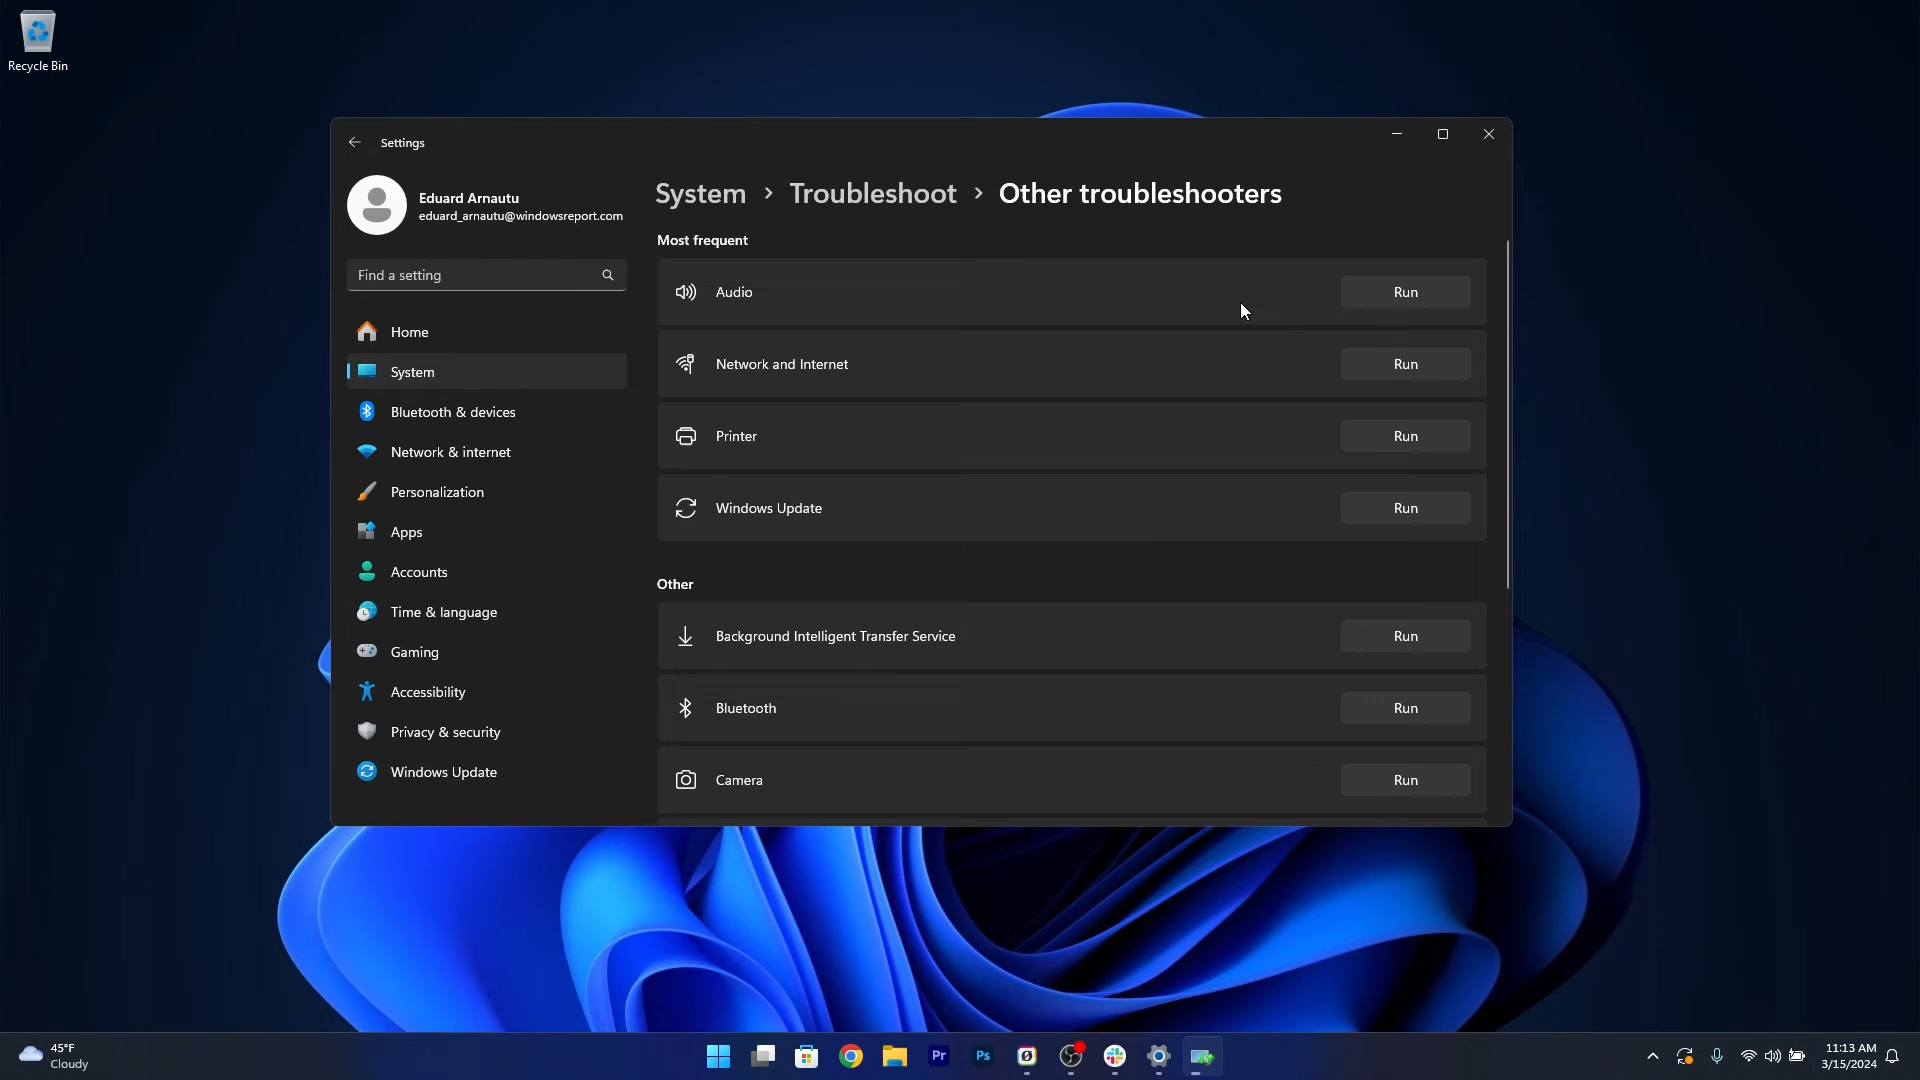 Recycle Bin
Settings
Eduard Arnautu
eduard_arnautu@windowsreport.com
Find a setting
Home
System
Bluetooth & devices
Network & internet
Personalization
Apps
Accounts
Time & language
Gaming
Accessibility
Privacy & security
Windows Update
System > Troubleshoot > Other troubleshooters
Most frequent
Audio Run
Network and Internet Run
Printer Run
Windows Update Run
Other
Background Intelligent Transfer Service Run
Bluetooth Run
Camera Run
45°F
Cloudy
Pr
Ps
11:13 AM
3/15/2024